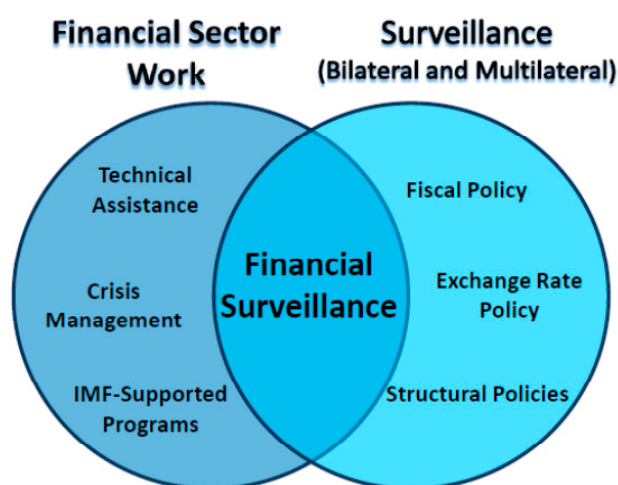 Financial Sector
Work
Surveillance
(Bilateral and Multilateral)
Technical
Assistance
Crisis
Management
IMF-Supported
Programs
Financial
Surveillance
Fiscal Policy
Exchange Rate
Policy
Structural Policies